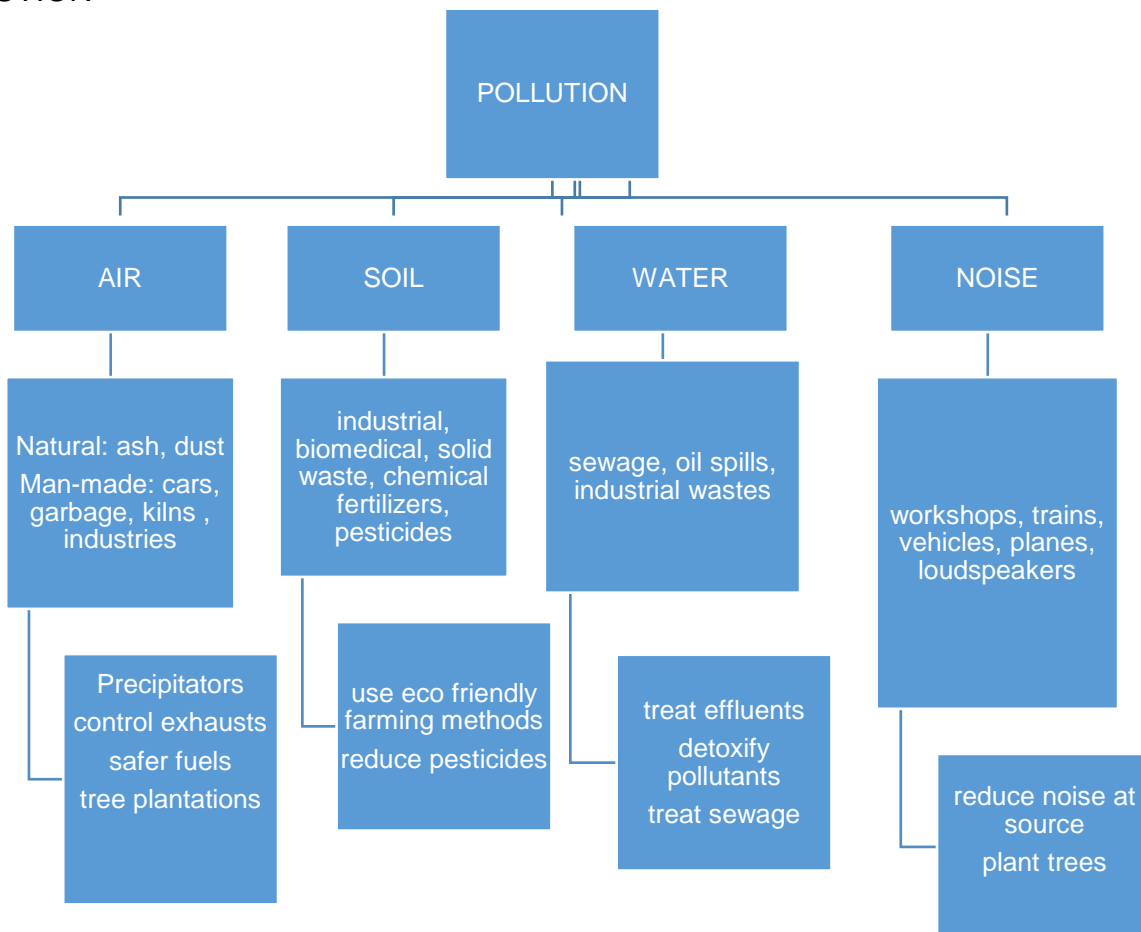 POLLUTION
AIR
SOIL
WATER
NOISE
Natural: ash, dust
Man-made: cars,
garbage, kilns ,
industries
industrial,
biomedical, solid
waste, chemical
fertilizers,
pesticides
sewage, oil spills,
industrial wastes
workshops, trains,
vehicles, planes,
loudspeakers
Precipitators
control exhausts
safer fuels
tree plantations
use eco friendly
farming methods
reduce pesticides
treat effluents
detoxify
pollutants
treat sewage
reduce noise at
source
plant trees